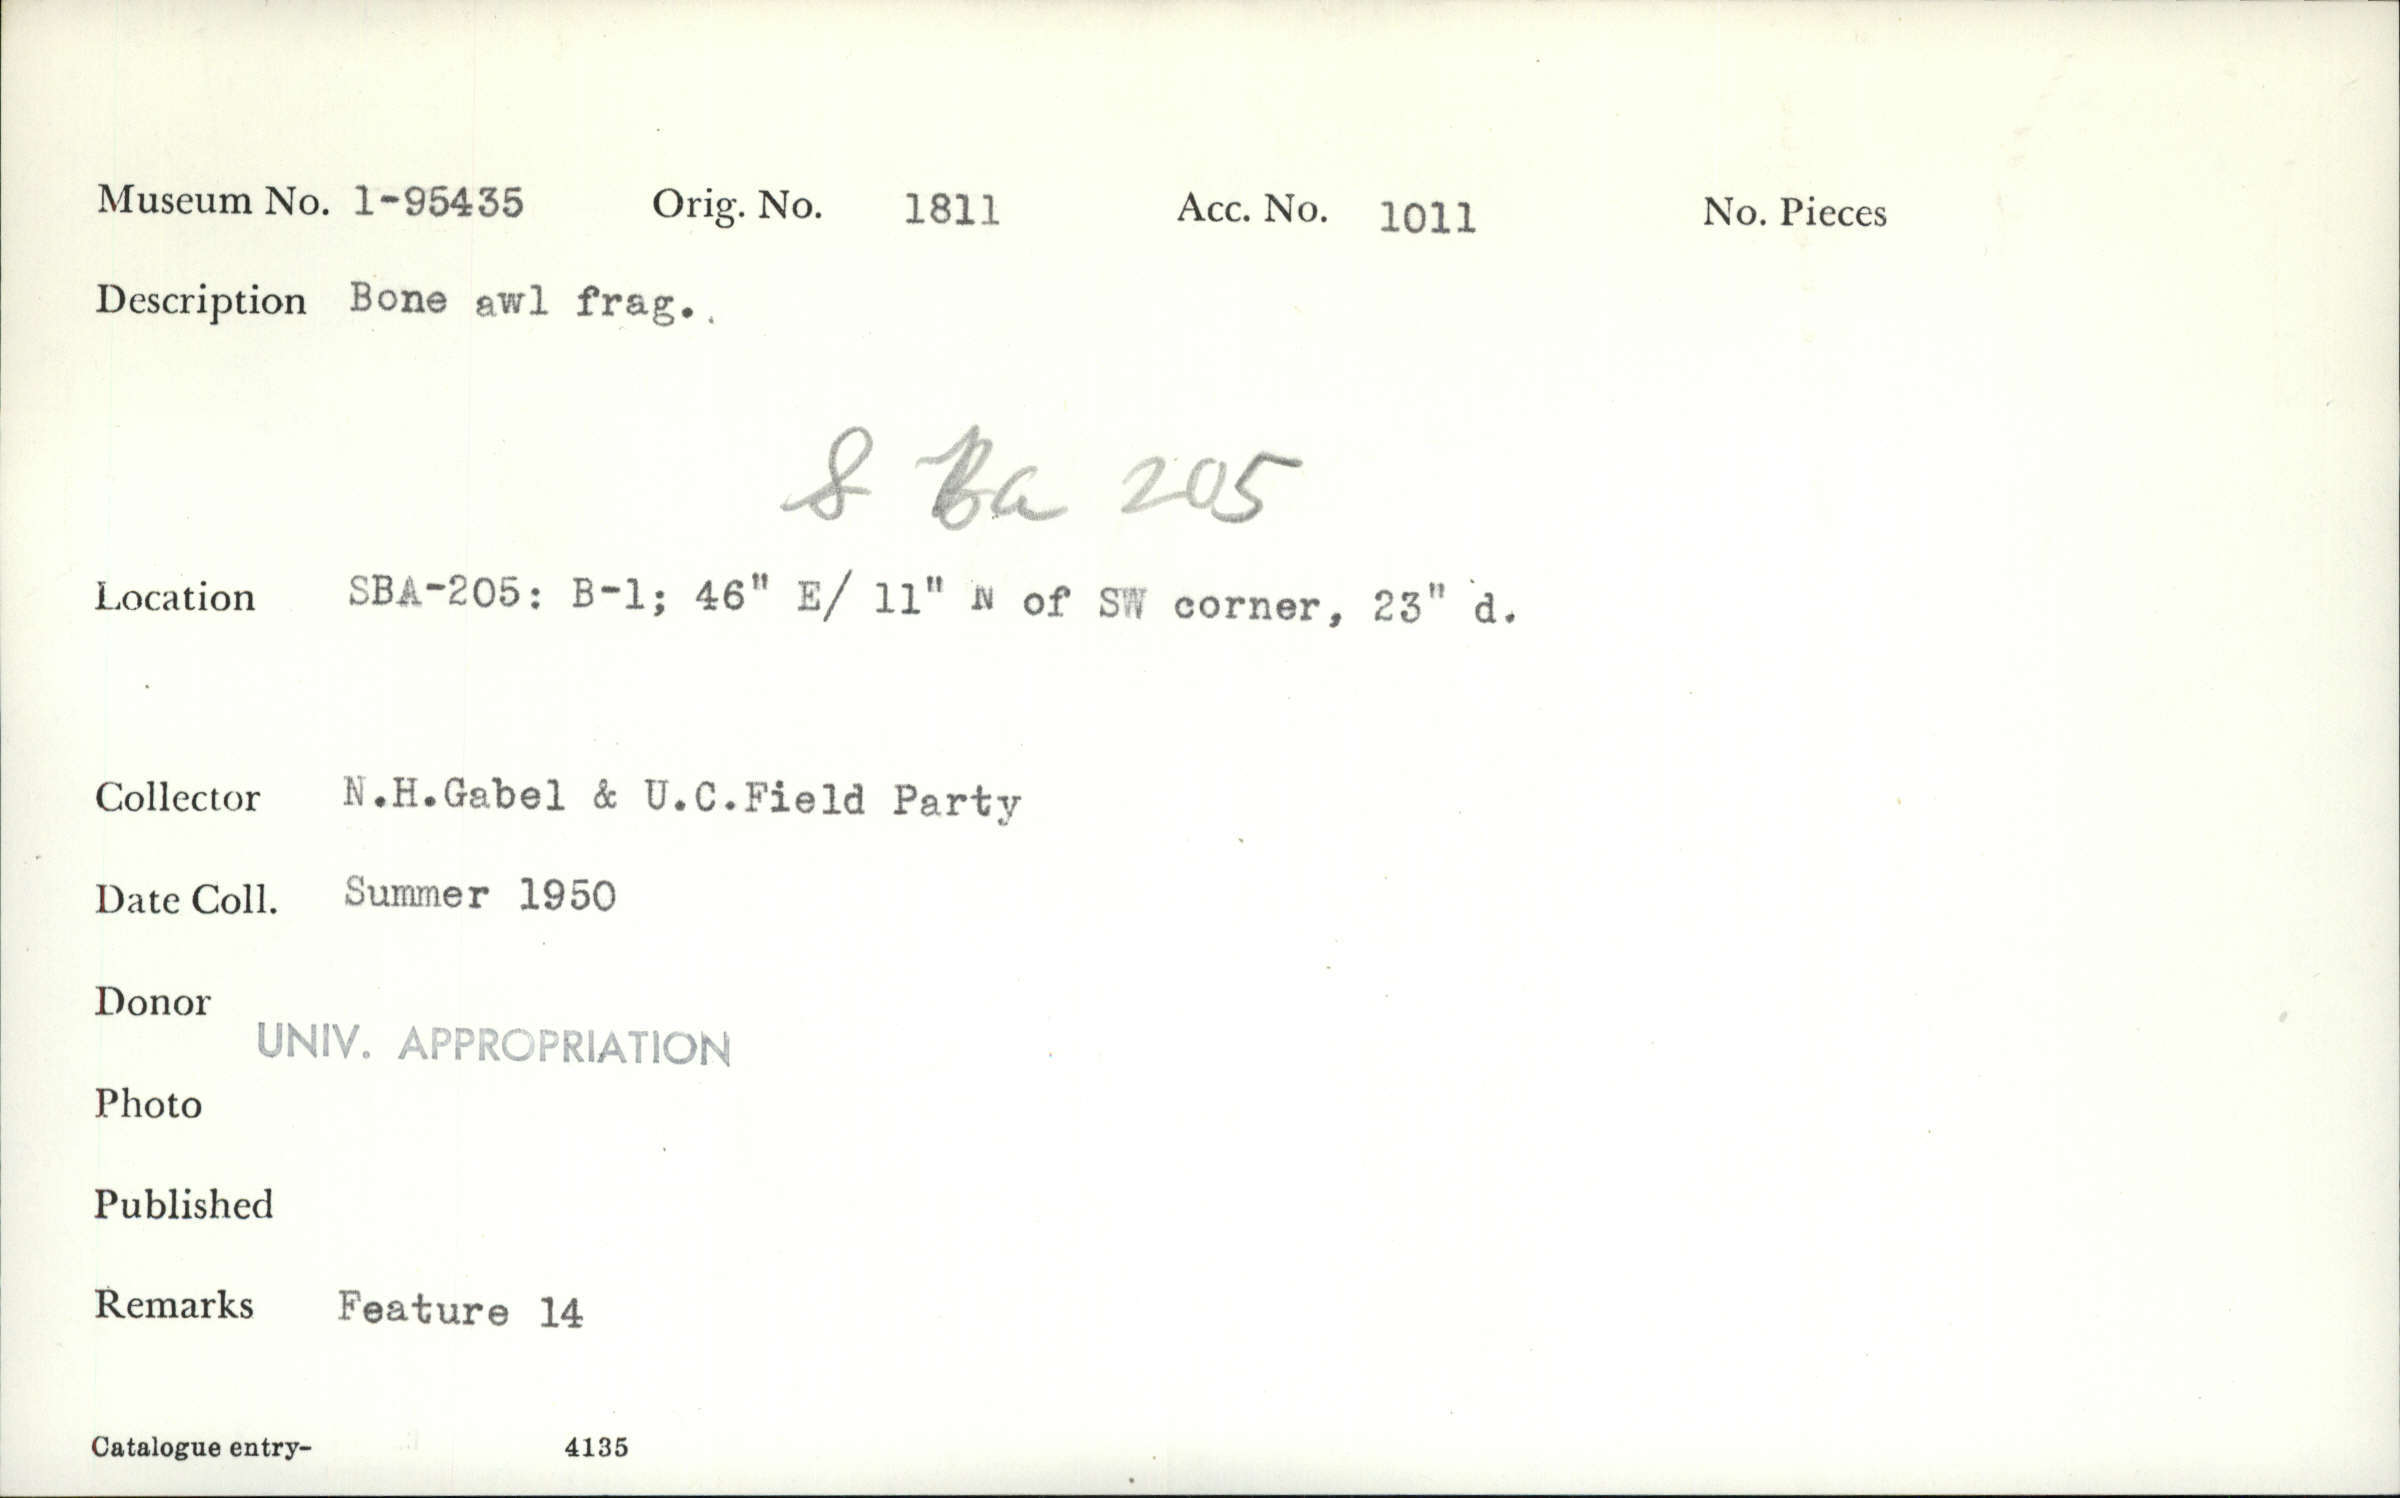 Museum No. 1-95435 Orig. No. 1811 Acc. No. 1011 No. Pieces
Description Bone awl frag..
S Ba 205
Location SBA-205: B-1; 46" E/ 11" N of SW corner, 23" d.
Collector N.H.Gabel & U.C.Field Party
Date Coll. Summer 1950
Donor
UNIV. APPROPRIATION
Photo
Published
Remarks Feature 14
Catalogue entry- 4135